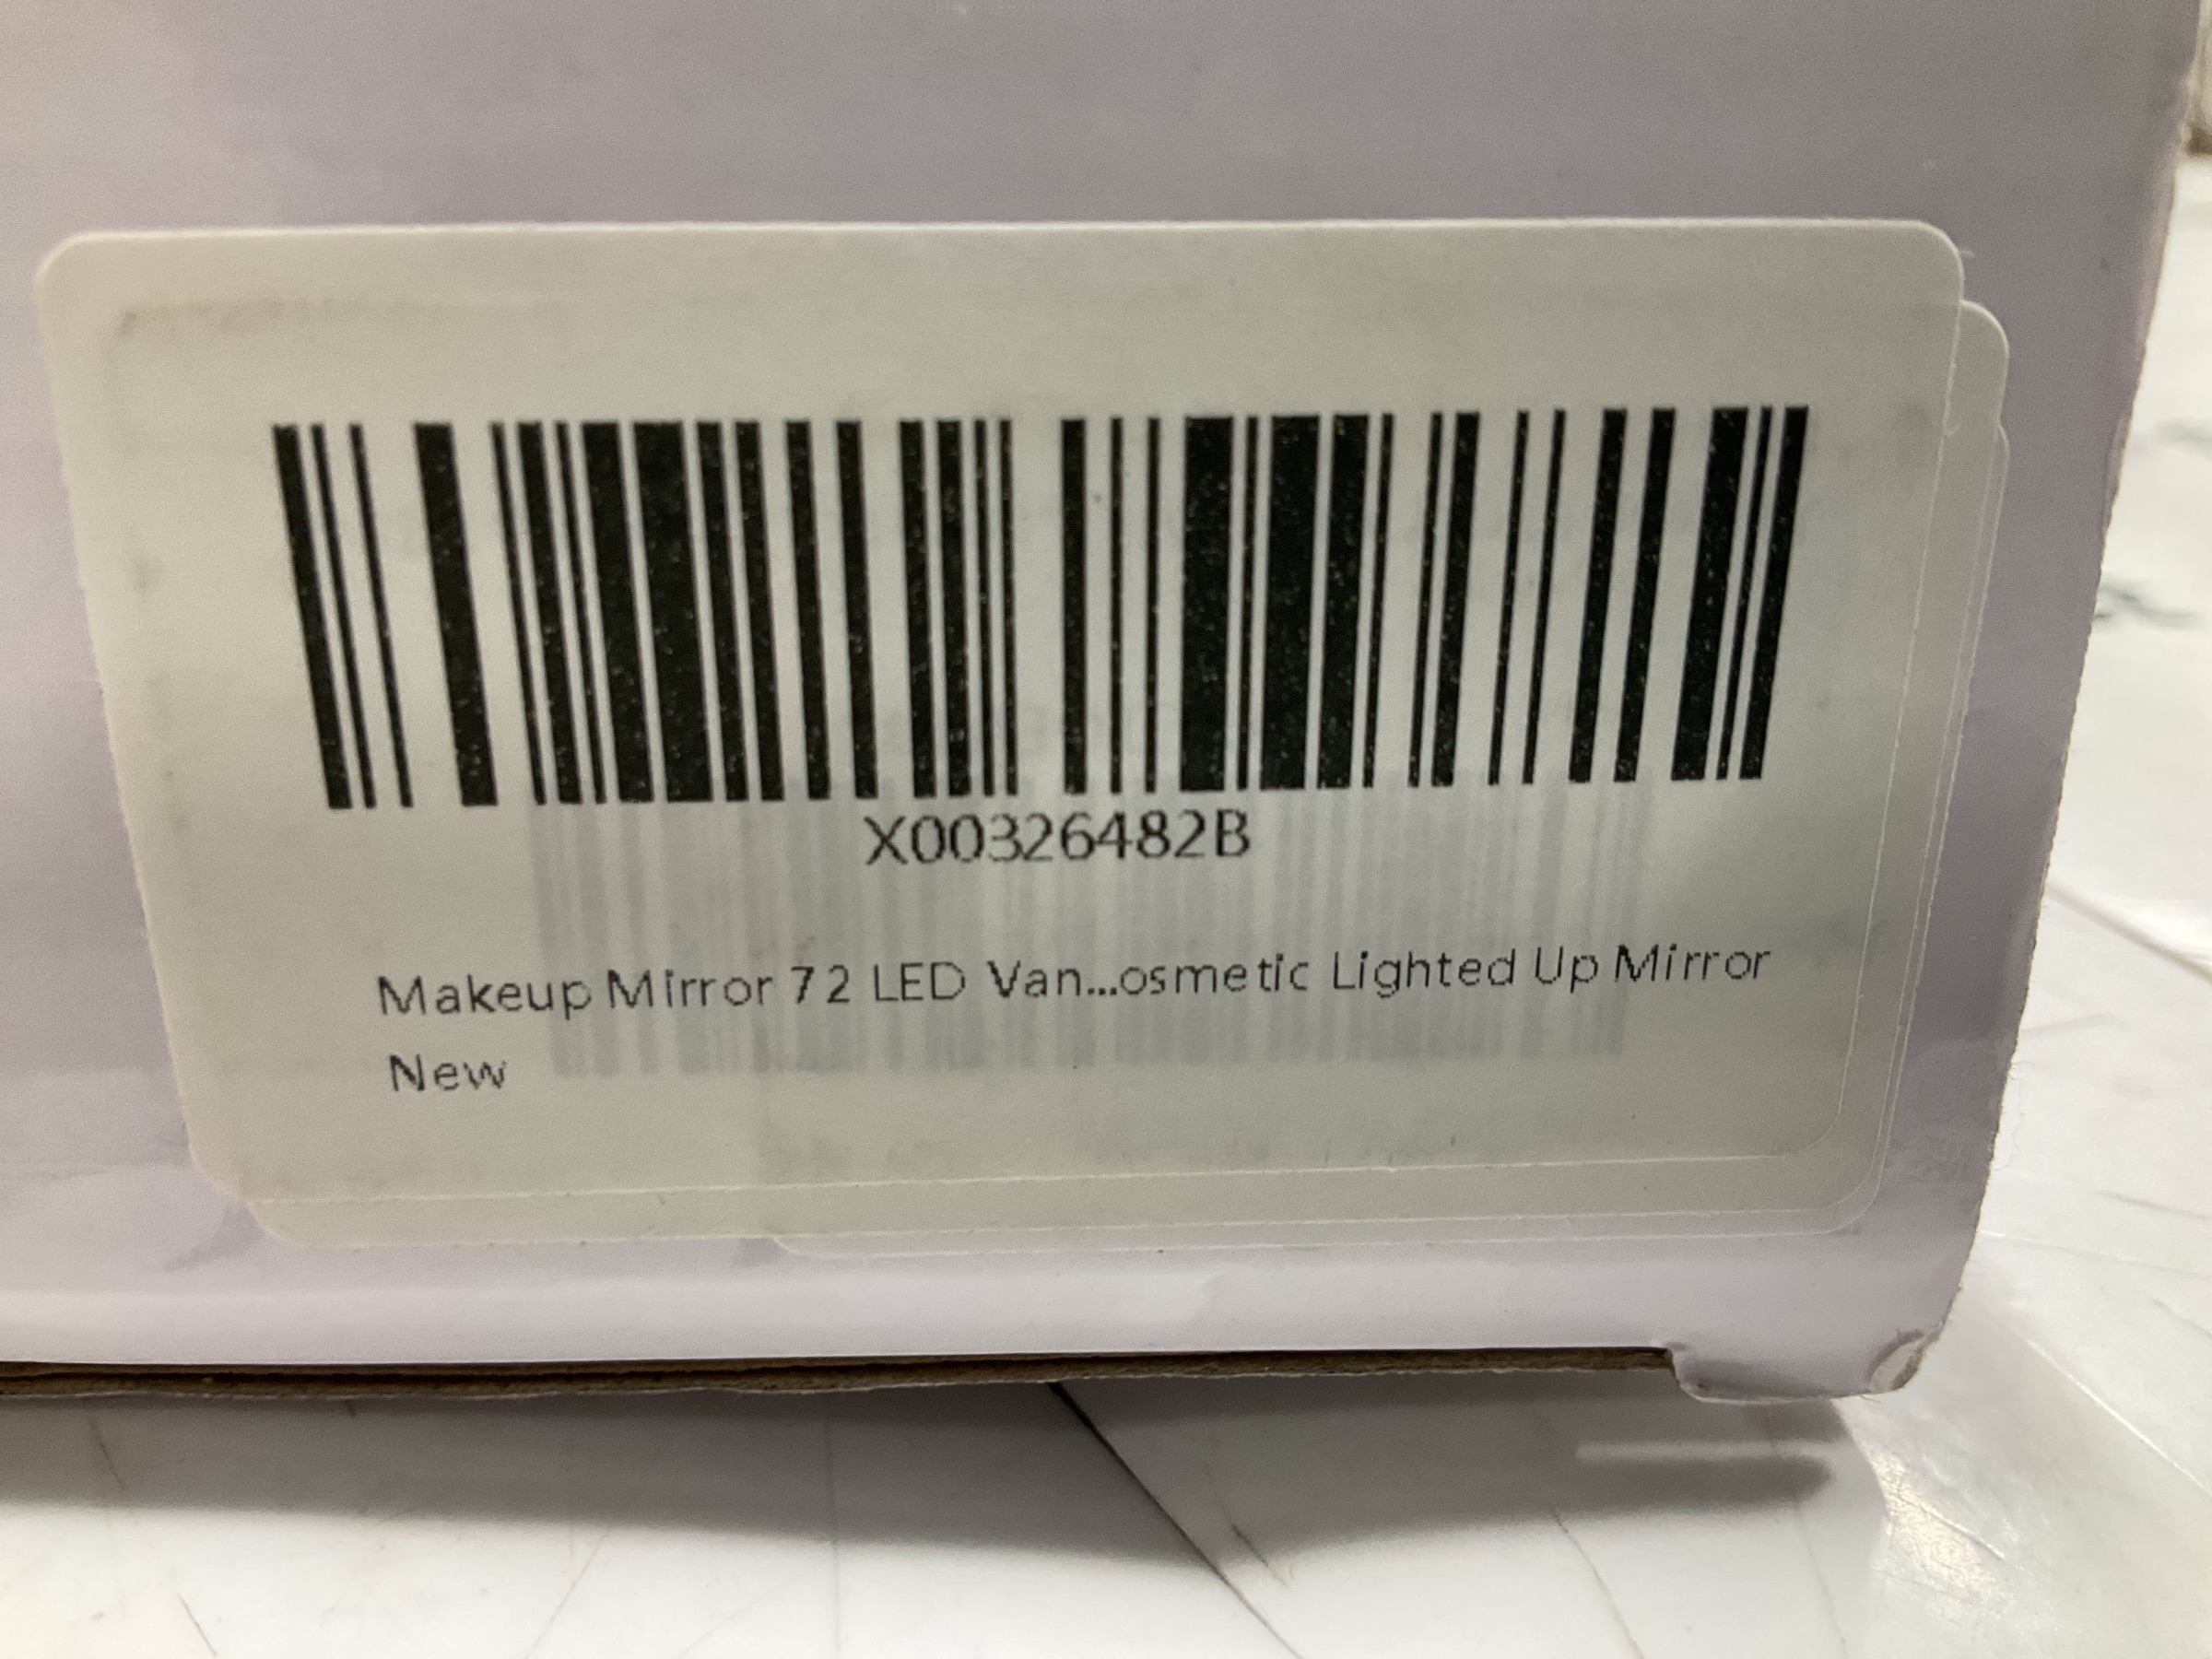 X00326482B
Makeup Mirror 72 LED Van...osmetic Lighted Up Mirror
New